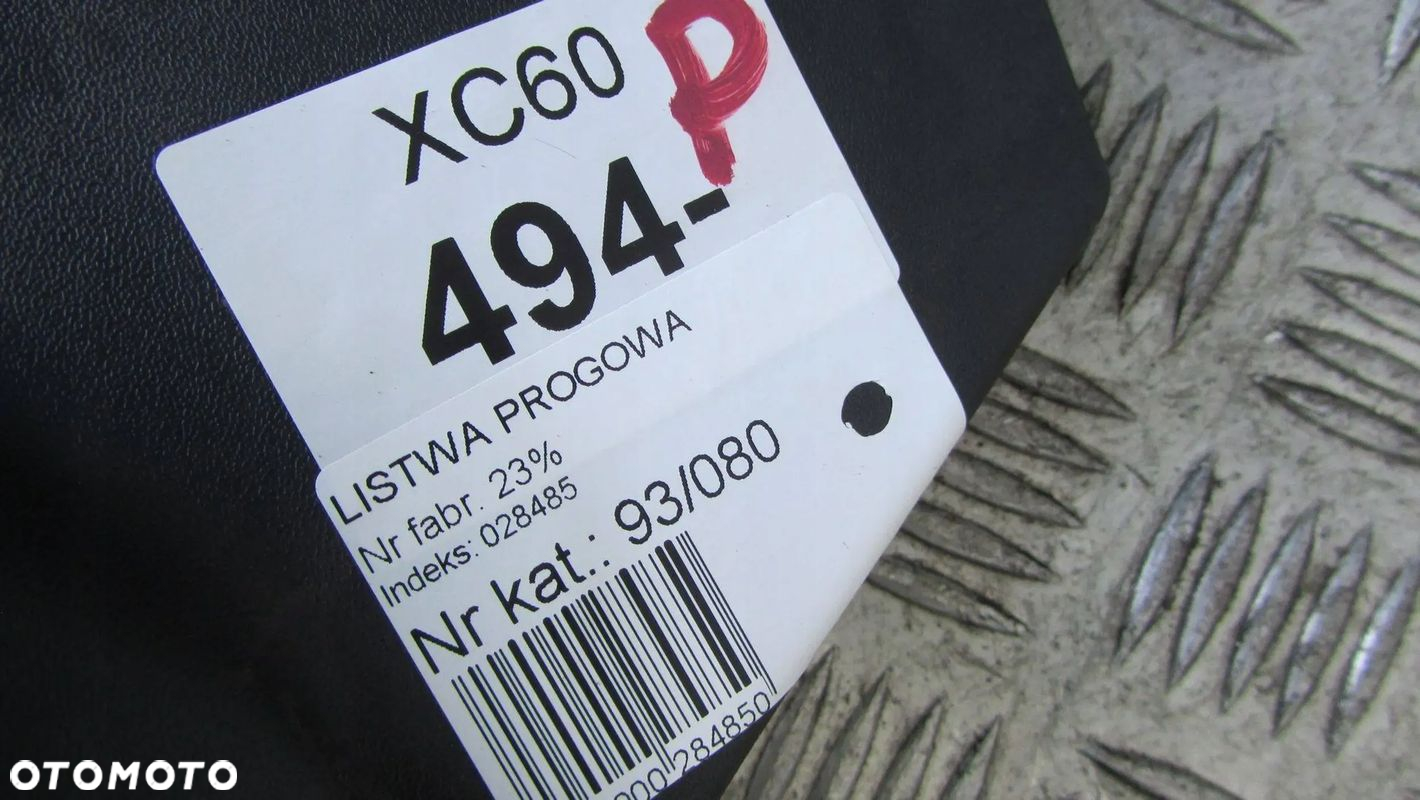 XC60
P
494-
LISTWA PROGOWA
Nr fabr. 23%
Indeks: 028485
Nr kat.: 93/080
284850
OTOMOTO